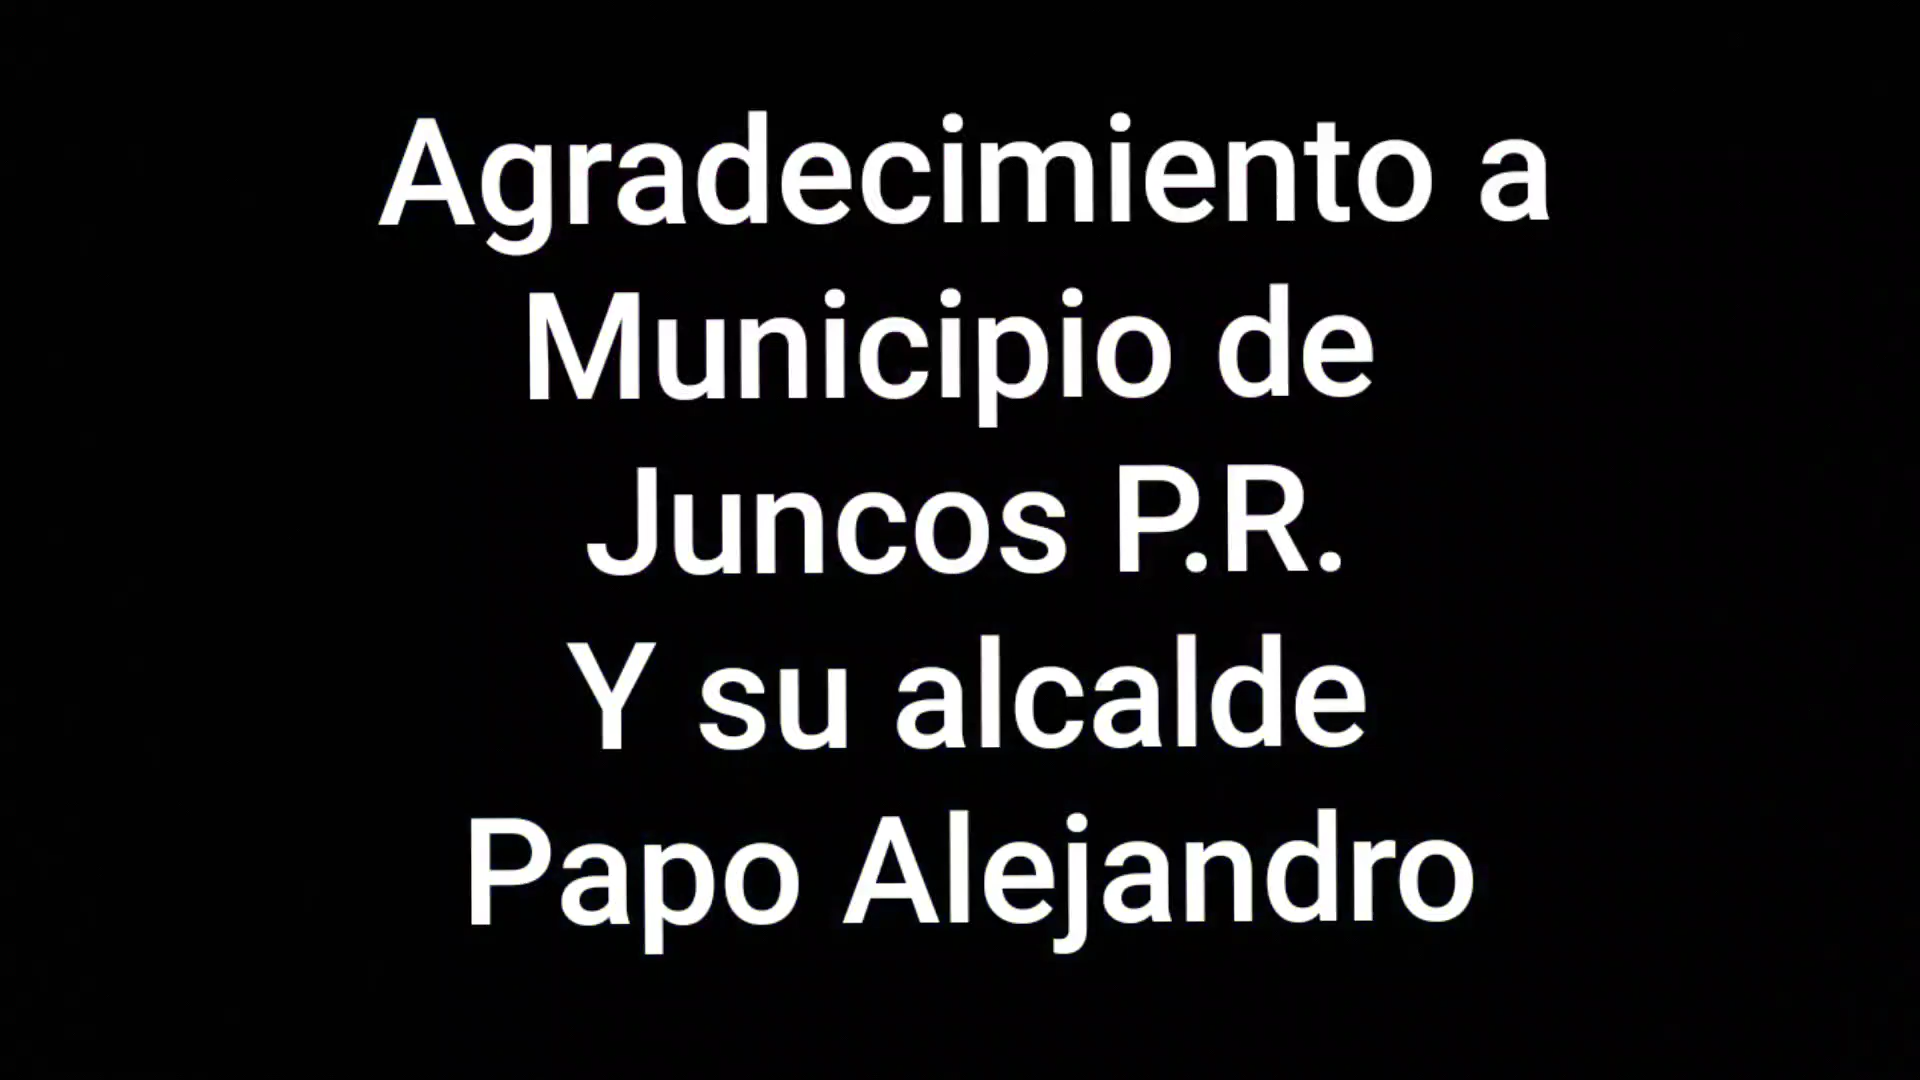 Agradecimiento a
Municipio de
Juncos P.R.
Y su alcalde
Papo Alejandro